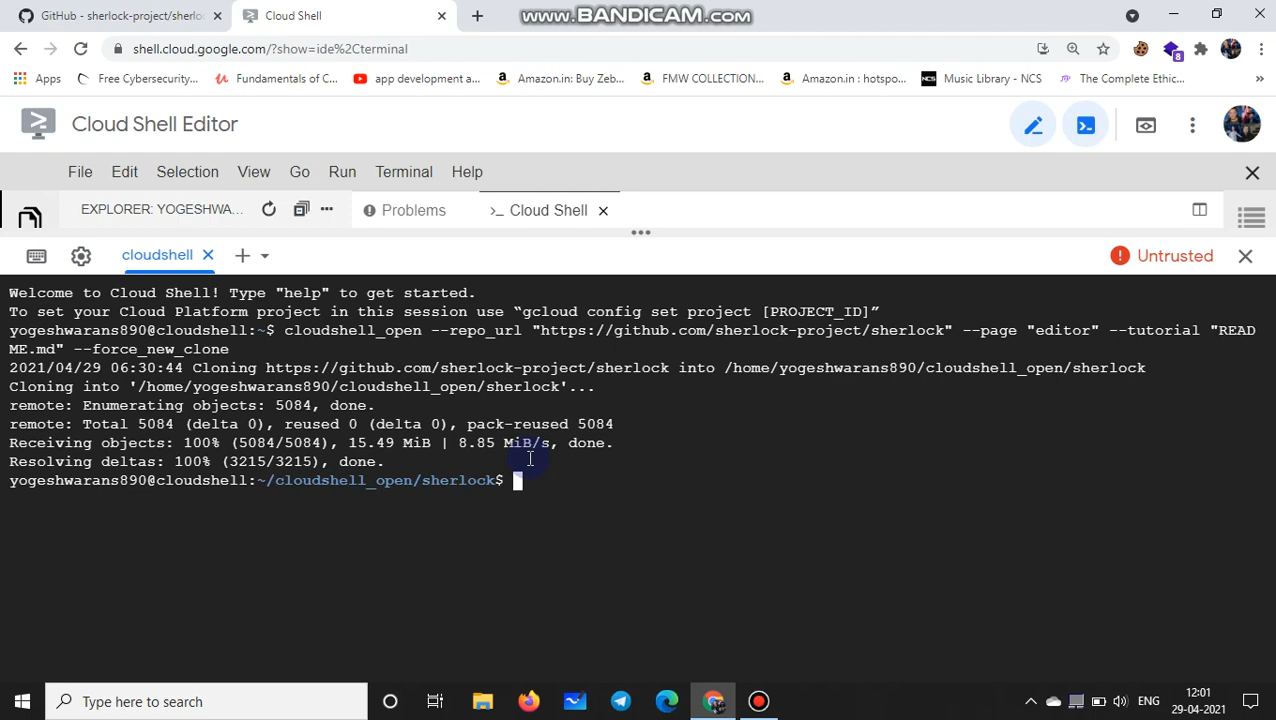 GitHub - sherlock-project/sherlo
Cloud Shell
www.BANDICAM.com
shell.cloud.google.com/?show=ide%2Cterminal
8
Apps
Free Cybersecurity...
Fundamentals of C...
app development a...
Amazon.in: Buy Zeb...
FMW COLLECTION...
Amazon.in : hotspo...
NCS
Music Library - NCS
The Complete Ethic...
»
Cloud Shell Editor
File Edit Selection View Go Run Terminal Help
EXPLORER: YOGESHWA...
Problems
>_ Cloud Shell
cloudshell
Untrusted
Welcome to Cloud Shell! Type "help" to get started.
To set your Cloud Platform project in this session use “gcloud config set project [PROJECT_ID]”
yogeshwarans890@cloudshell:~$ cloudshell_open --repo_url "https://github.com/sherlock-project/sherlock" --page "editor" --tutorial "READ
ME.md" --force_new_clone
2021/04/29 06:30:44 Cloning https://github.com/sherlock-project/sherlock into /home/yogeshwarans890/cloudshell_open/sherlock
Cloning into '/home/yogeshwarans890/cloudshell_open/sherlock'...
remote: Enumerating objects: 5084, done.
remote: Total 5084 (delta 0), reused 0 (delta 0), pack-reused 5084
Receiving objects: 100% (5084/5084), 15.49 MiB | 8.85 MiB/s, done.
Resolving deltas: 100% (3215/3215), done.
yogeshwarans890@cloudshell:~/cloudshell_open/sherlock$
Type here to search
ENG
12:01
29-04-2021